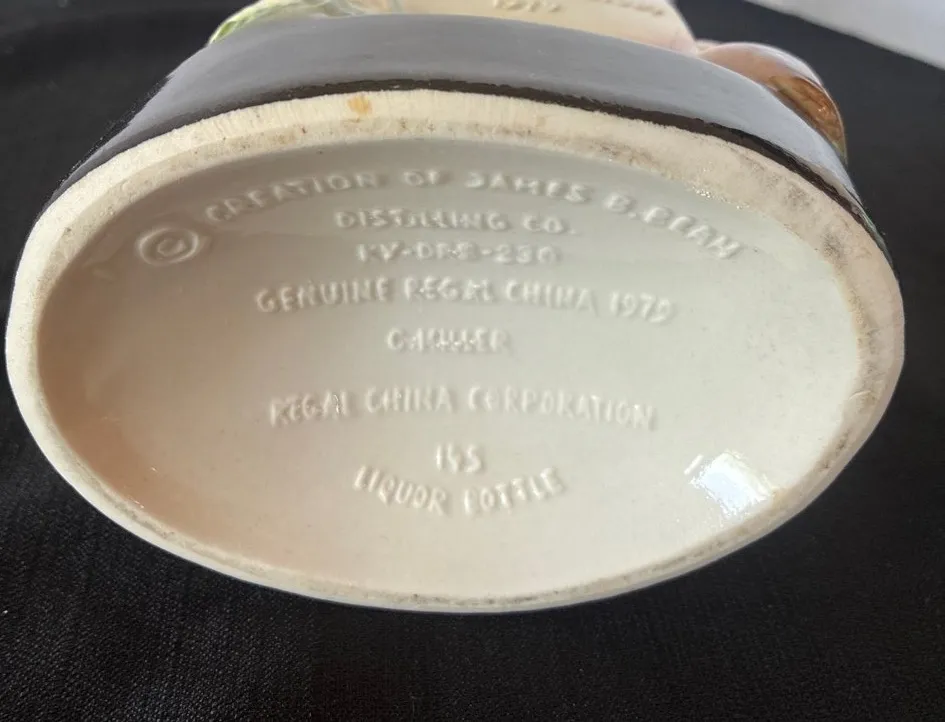 1979
© CREATION OF JAMES B. BEAM
DISTILLING CO.
KY-DRB-230
GENUINE REGAL CHINA 1979
REGAL CHINA CORPORATION
145
LIQUOR BOTTLE